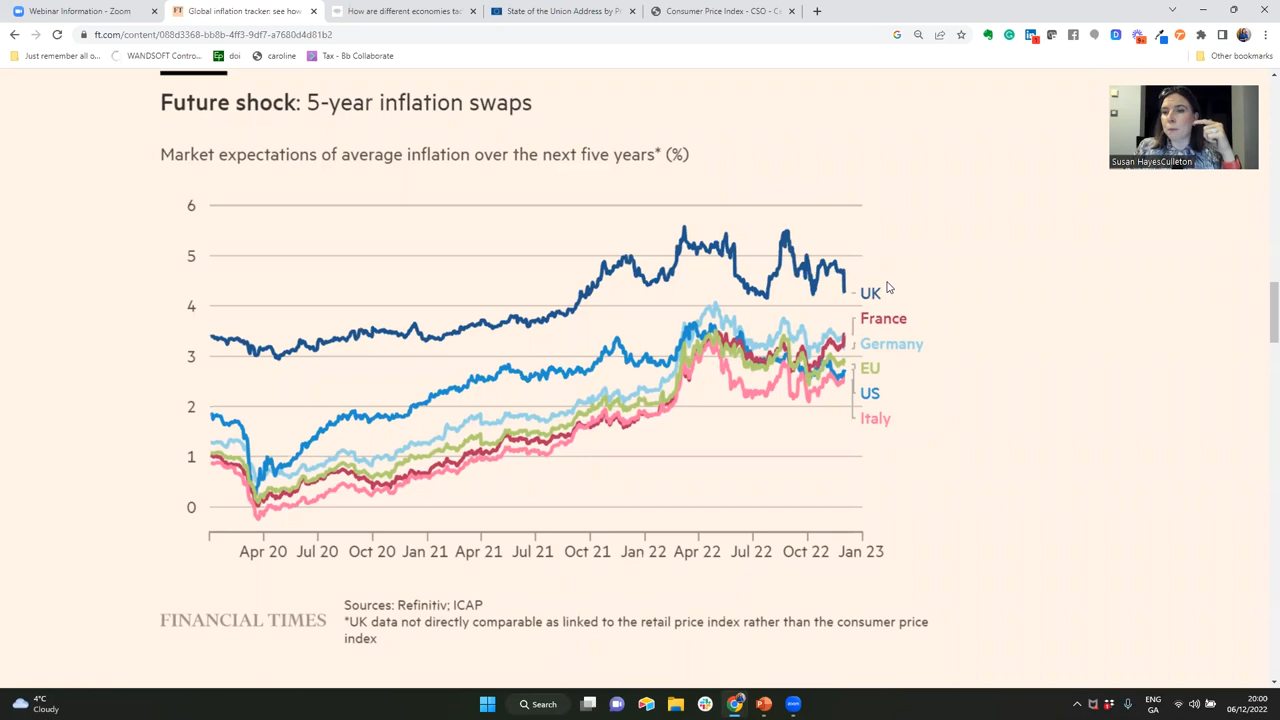 Webinar Information - Zoom
Global inflation tracker: see how
How are different economies ta
State of the Union Address by P
Consumer Price Index - CSO - C
ft.com/content/088d3368-bb8b-4ff3-9df7-a7680d4d81b2
Just remember all o...
WANDSOFT Contro...
doi
caroline
Tax - Bb Collaborate
Other bookmarks
Future shock: 5-year inflation swaps
Market expectations of average inflation over the next five years* (%)
Susan HayesCulleton
6
5
4
3
2
1
0
UK
France
Germany
EU
US
Italy
Apr 20 Jul 20 Oct 20 Jan 21 Apr 21 Jul 21 Oct 21 Jan 22 Apr 22 Jul 22 Oct 22 Jan 23
FINANCIAL TIMES
Sources: Refinitiv; ICAP
*UK data not directly comparable as linked to the retail price index rather than the consumer price
index
4°C
Cloudy
Search
ENG
GA
20:00
06/12/2022